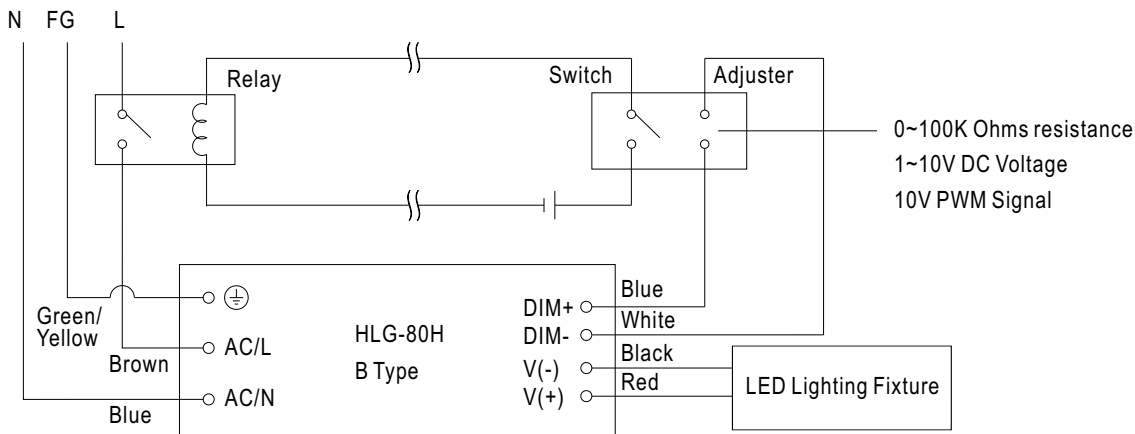 N FG L
Relay
Switch
Adjuster
0~100K Ohms resistance
1~10V DC Voltage
10V PWM Signal
Green/
Yellow
Brown
Blue
AC/L
AC/N
HLG-80H
B Type
DIM+
DIM-
V(-)
V(+)
Blue
White
Black
Red
LED Lighting Fixture